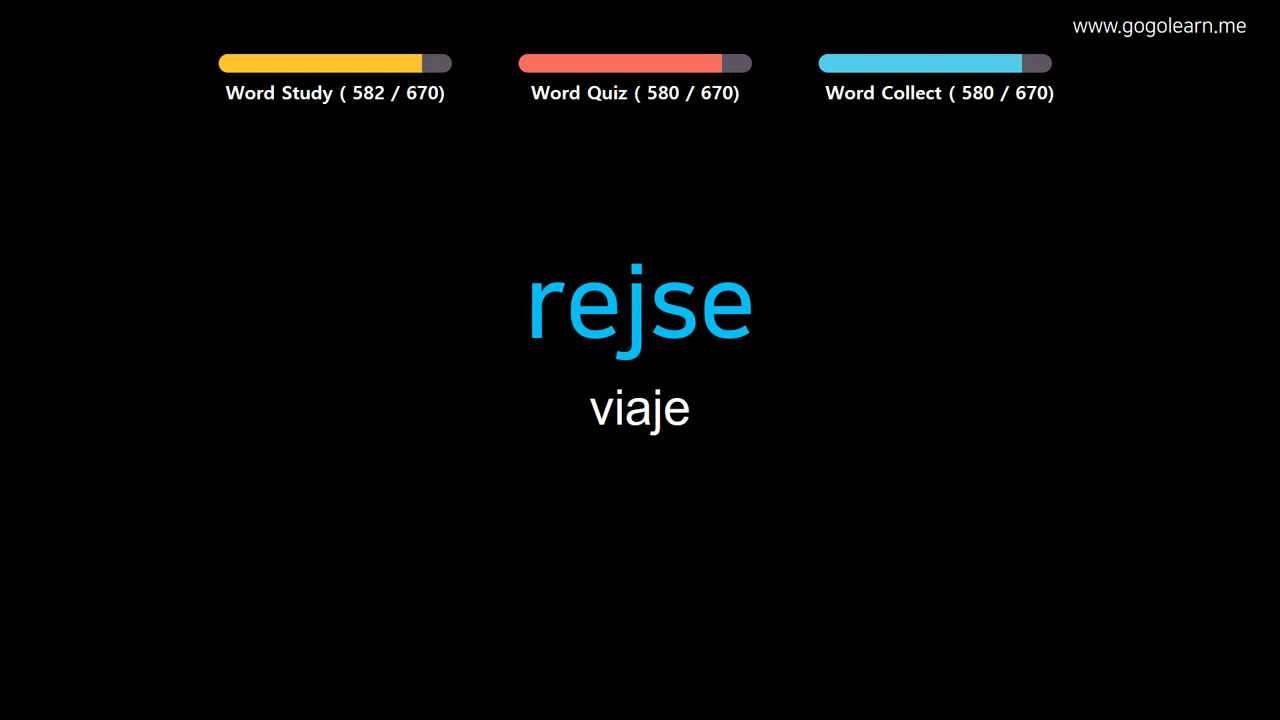 www.gogolearn.me
Word Study ( 582 / 670)
Word Quiz ( 580 / 670)
Word Collect ( 580 / 670)
rejse
viaje